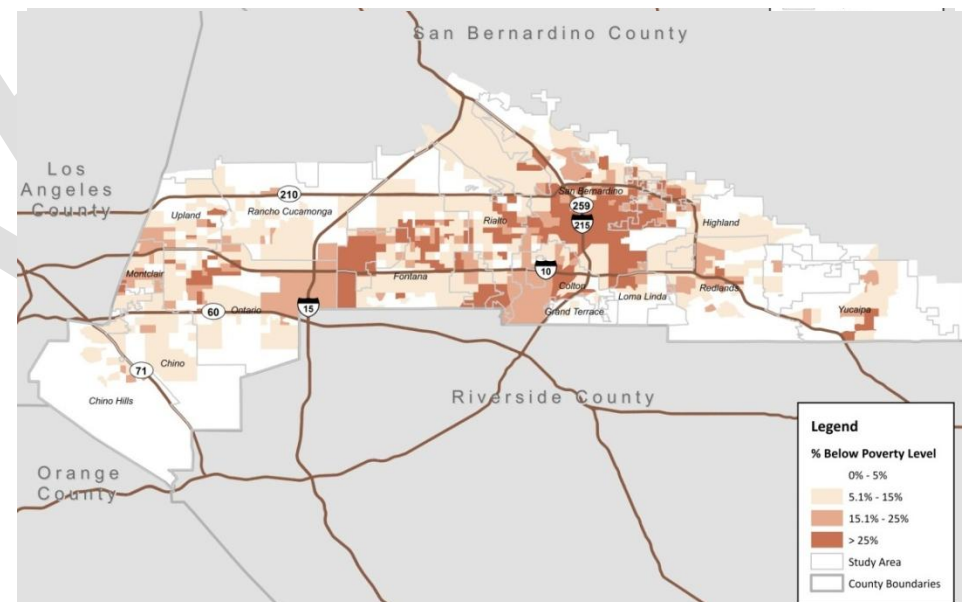 San Bernardino County
Los
Angeles
County
210
Upland
Rancho Cucamonga
San Bernardino
259
215
Rialto
Highland
Montclair
Fontana
10
Colton
Loma Linda
Redlands
Grand Terrace
Yucaipa
60
Ontario
15
Chino
71
Chino Hills
Riverside County
Orange
County
Legend
% Below Poverty Level
0% - 5%
5.1% - 15%
15.1% - 25%
> 25%
Study Area
County Boundaries